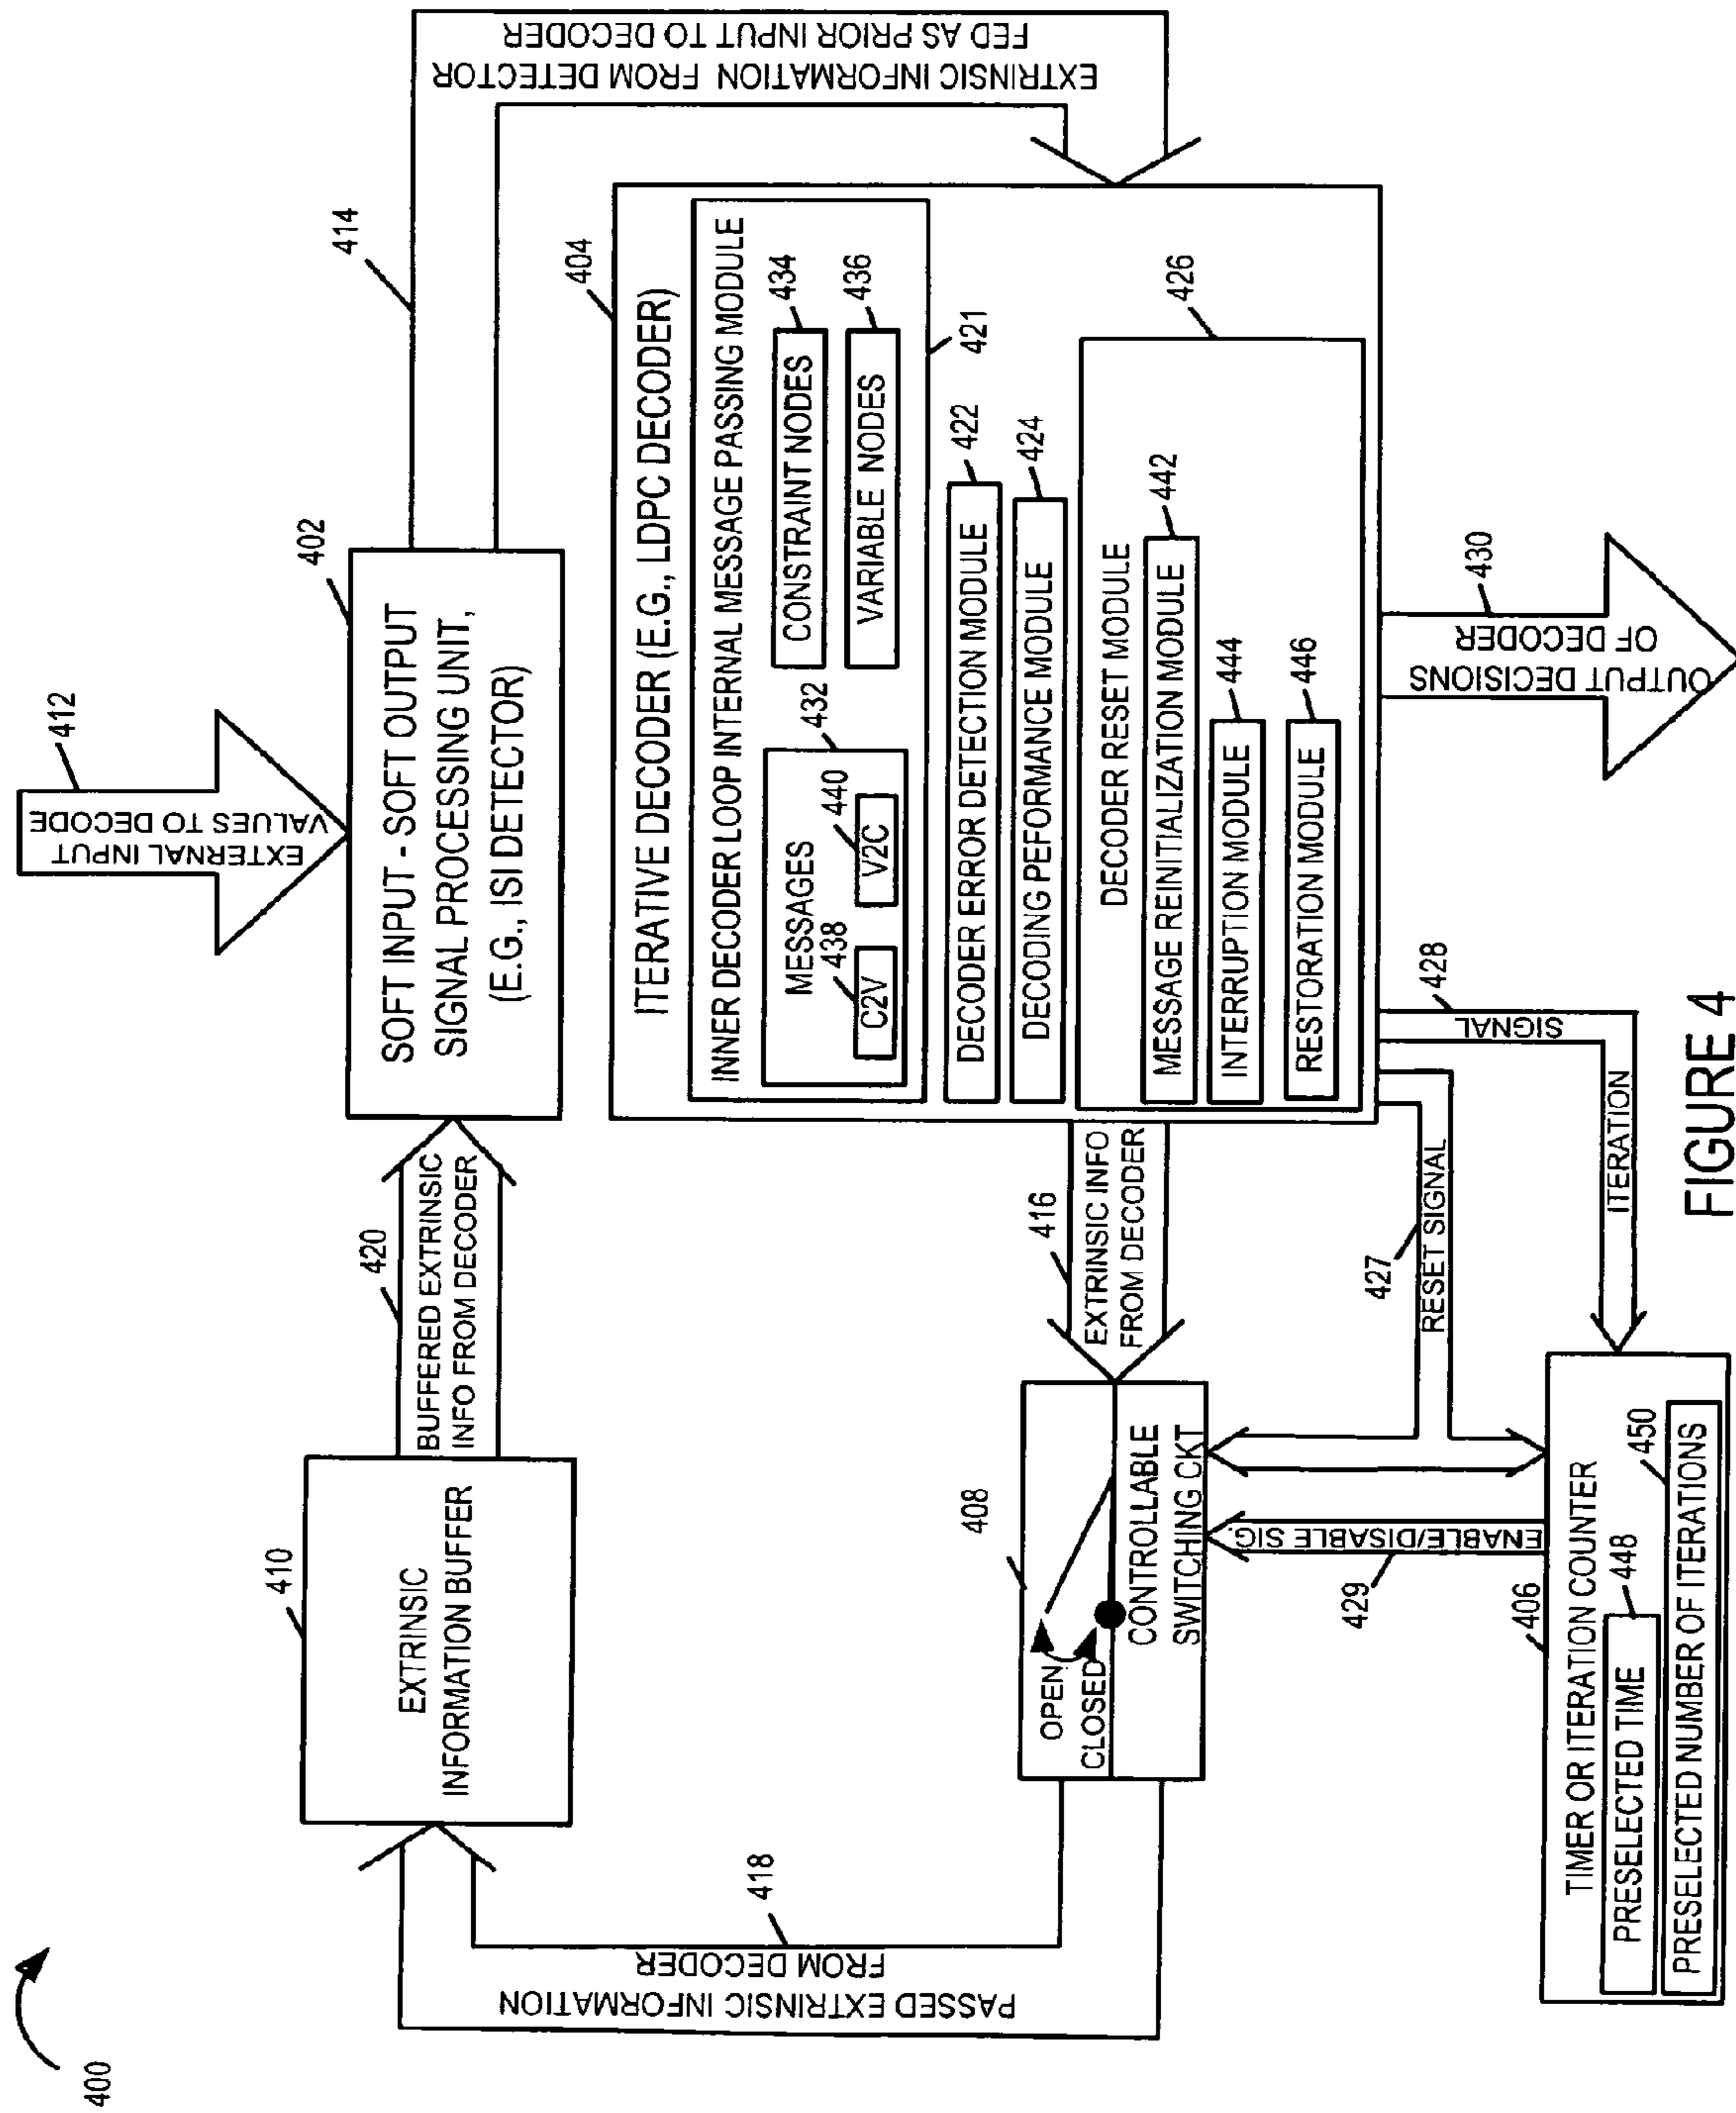 400
412
EXTERNAL INPUT
VALUES TO DECODE
402
SOFT INPUT - SOFT OUTPUT
SIGNAL PROCESSING UNIT,
(E.G., ISI DETECTOR)
414
EXTRINSIC INFORMATION FROM DETECTOR
FED AS PRIOR INPUT TO DECODER
410
EXTRINSIC
INFORMATION BUFFER
420
BUFFERED EXTRINSIC
INFO FROM DECODER
404
ITERATIVE DECODER (E.G., LDPC DECODER)
INNER DECODER LOOP INTERNAL MESSAGE PASSING MODULE
432
MESSAGES
438
440
C2V
V2C
434
CONSTRAINT NODES
436
VARIABLE NODES
421
DECODER ERROR DETECTION MODULE
422
DECODING PEFORMANCE MODULE
424
426
DECODER RESET MODULE
MESSAGE REINITIALIZATION MODULE
442
INTERRUPTION MODULE
444
RESTORATION MODULE
446
416
EXTRINSIC INFO
FROM DECODER
408
OPEN
CLOSED
CONTROLLABLE
SWITCHING CKT
418
PASSED EXTRINSIC INFORMATION
FROM DECODER
427
RESET SIGNAL
428
SIGNAL
ITERATION
430
OUTPUT DECISIONS
OF DECODER
429
ENABLE/DISABLE SIG.
406
TIMER OR ITERATION COUNTER
448
PRESELECTED TIME
450
PRESELECTED NUMBER OF ITERATIONS
FIGURE 4